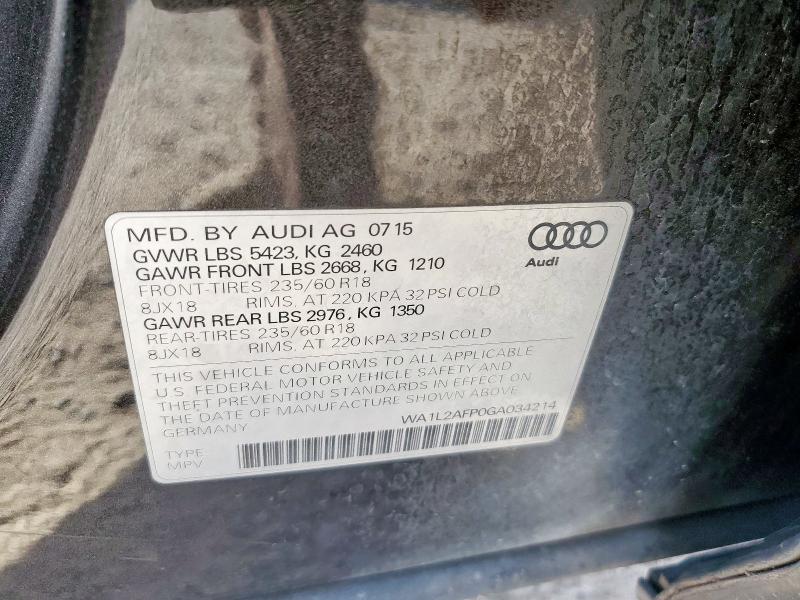 MFD. BY AUDI AG 07 15
GVWR LBS 5423, KG 2460
GAWR FRONT LBS 2668, KG 1210
FRONT-TIRES 235/60 R18
8JX18 RIMS, AT 220 KPA 32 PSI COLD
GAWR REAR LBS 2976, KG 1350
REAR-TIRES 235/60 R18
8JX18 RIMS, AT 220 KPA 32 PSI COLD
THIS VEHICLE CONFORMS TO ALL APPLICABLE
U.S. FEDERAL MOTOR VEHICLE SAFETY AND
THEFT PREVENTION STANDARDS IN EFFECT ON
THE DATE OF MANUFACTURE SHOWN ABOVE
GERMANY WA1L2AFP0GA034214
TYPE
MPV
Audi